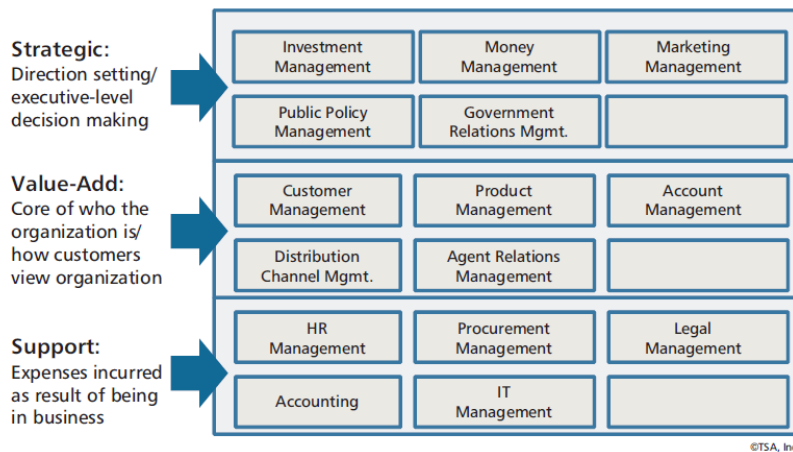 Strategic:
Direction setting/
executive-level
decision making
Investment
Management
Money
Management
Marketing
Management
Public Policy
Management
Government
Relations Mgmt.
Value-Add:
Core of who the
organization is/
how customers
view organization
Customer
Management
Product
Management
Account
Management
Distribution
Channel Mgmt.
Agent Relations
Management
Support:
Expenses incurred
as result of being
in business
HR
Management
Procurement
Management
Legal
Management
Accounting
IT
Management
©TSA,